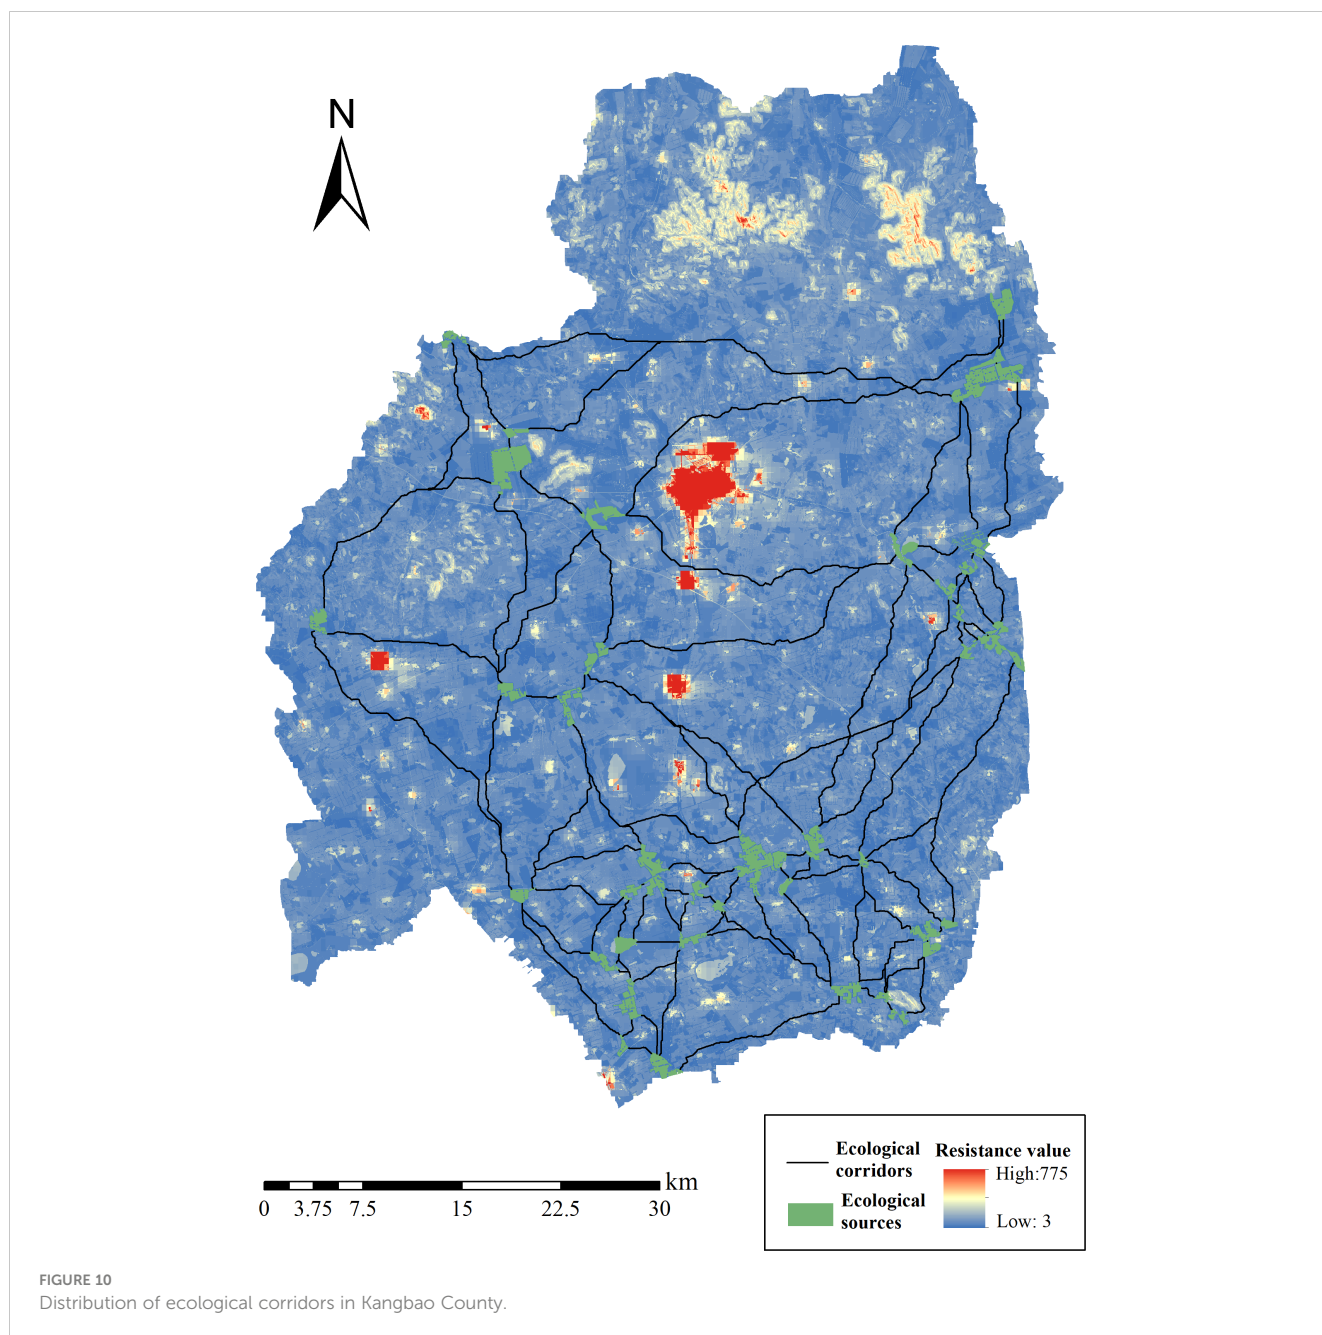 N
km
0 3.75 7.5 15 22.5 30
Ecological
corridors
Ecological
sources
Resistance value
High:775
Low: 3
FIGURE 10
Distribution of ecological corridors in Kangbao County.